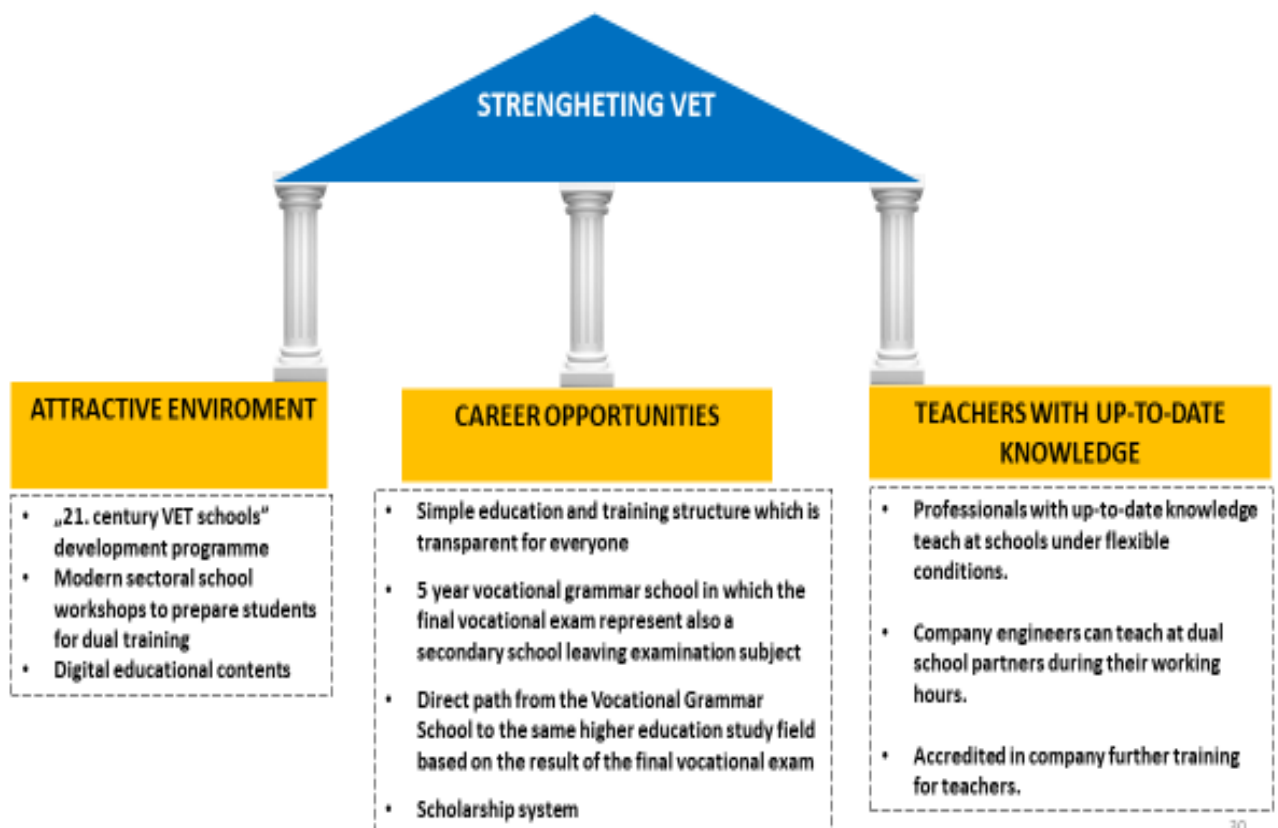 STRENGHETING VET
ATTRACTIVE ENVIROMENT
• „21. century VET schools”
development programme
• Modern sectoral school
workshops to prepare students
for dual training
• Digital educational contents
CAREER OPPORTUNITIES
• Simple education and training structure which is
transparent for everyone
• 5 year vocational grammar school in which the
final vocational exam represent also a
secondary school leaving examination subject
• Direct path from the Vocational Grammar
School to the same higher education study field
based on the result of the final vocational exam
• Scholarship system
TEACHERS WITH UP-TO-DATE
KNOWLEDGE
• Professionals with up-to-date knowledge
teach at schools under flexible
conditions.
• Company engineers can teach at dual
school partners during their working
hours.
• Accredited in company further training
for teachers.